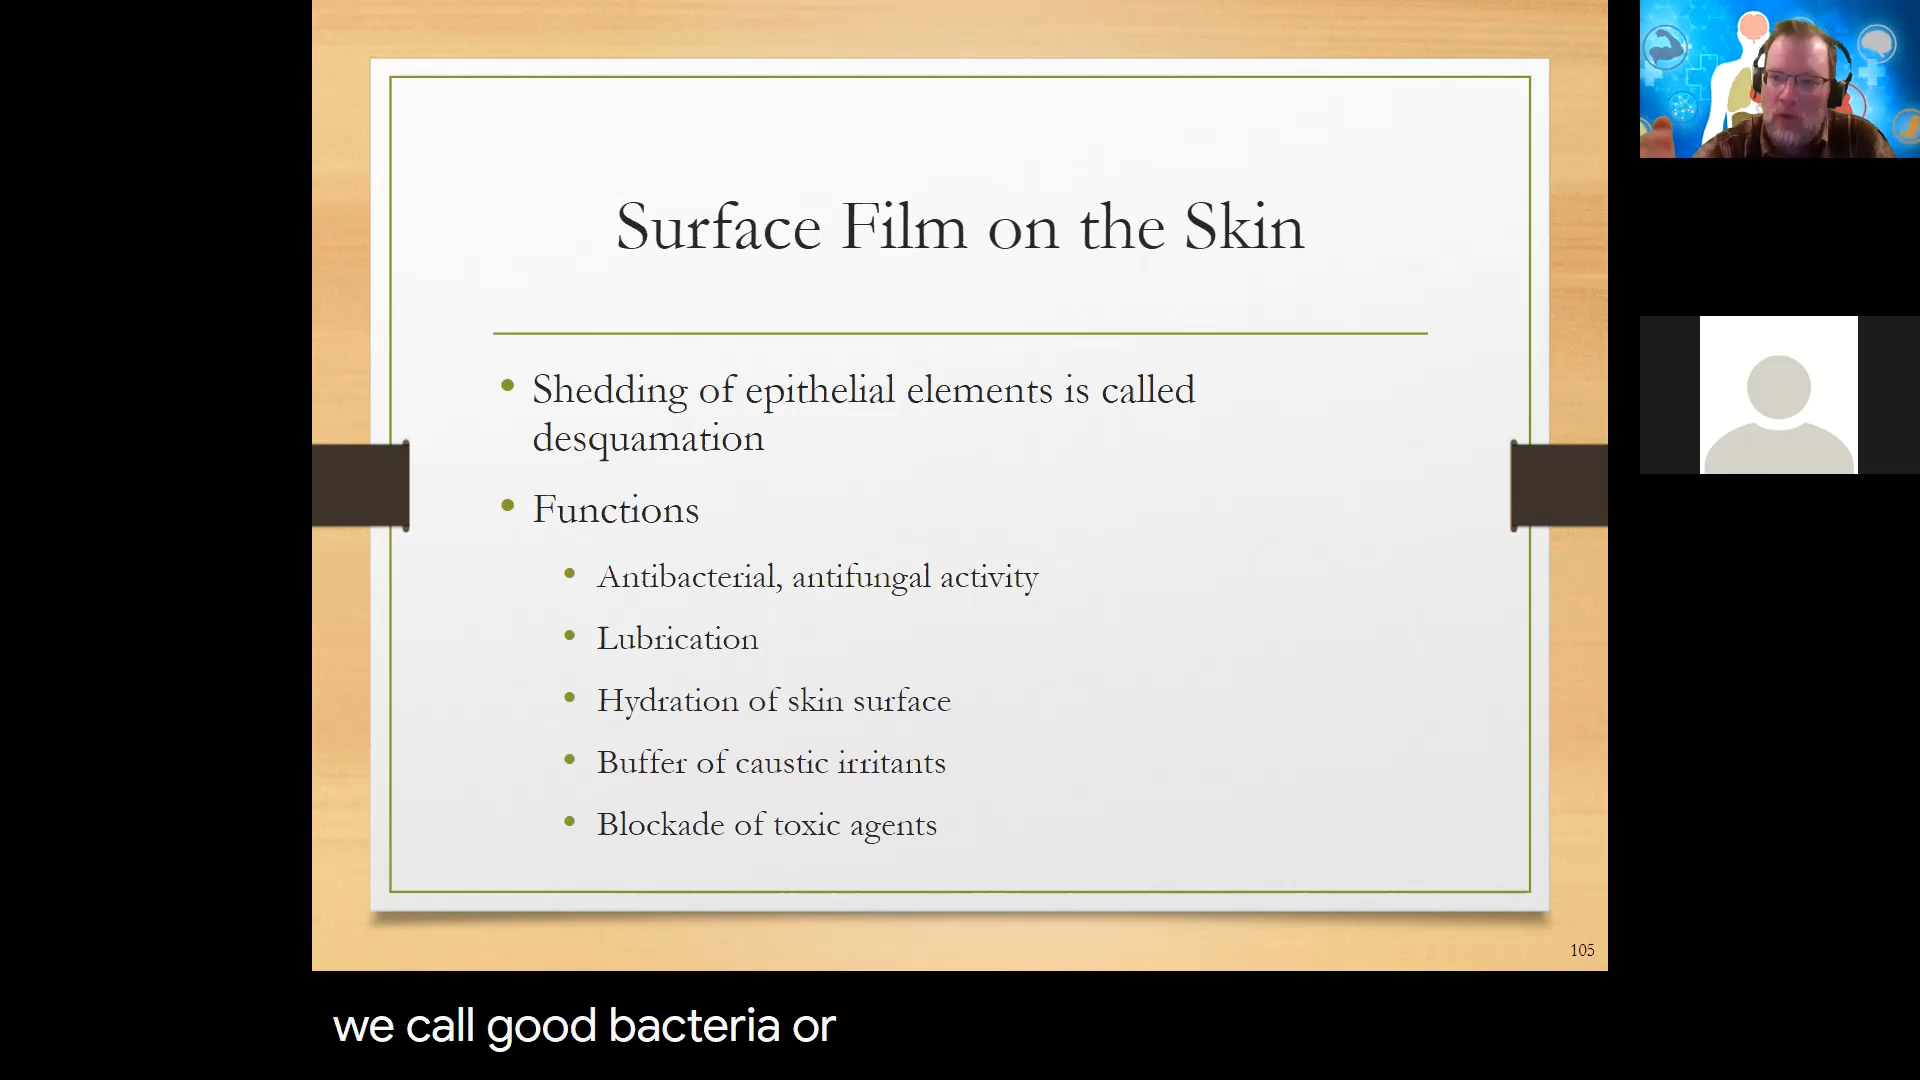 Surface Film on the Skin
• Shedding of epithelial elements is called
desquamation
• Functions
• Antibacterial, antifungal activity
• Lubrication
• Hydration of skin surface
• Buffer of caustic irritants
• Blockade of toxic agents
105
we call good bacteria or